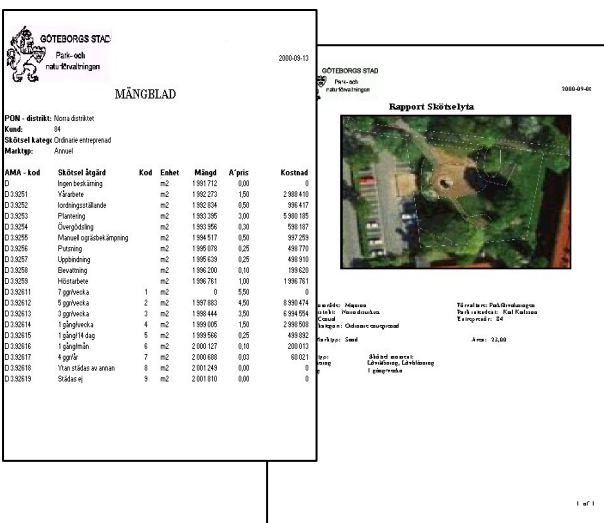 GÖTEBORGS STAD
Park- och
naturförvaltningen
2000-09-13
MÄNGBLAD
PON - distrikt: Norra distriktet
Kund: 84
Skötsel katego Ordinarie entreprenad
Marktyp: Annuel
AMA - kod Skötsel åtgärd Kod Enhet Mängd A´pris Kostnad
D Ingen beskärning m2 1 991 712 0,00 0
D 3.9251 Vårarbete m2 1 992 273 1,50 2 988 410
D 3.9252 Iordningsställande m2 1 992 834 0,50 996 417
D 3.9253 Plantering m2 1 993 395 3,00 5 980 185
D 3.9254 Övergödsling m2 1 993 956 0,30 598 187
D 3.9255 Manuell ogräsbekämpning m2 1 994 517 0,50 997 259
D 3.9256 Putsning m2 1 995 078 0,25 498 770
D 3.9257 Uppbindning m2 1 995 639 0,25 498 910
D 3.9258 Bevattning m2 1 996 200 0,10 199 620
D 3.9259 Höstarbete m2 1 996 761 1,00 1 996 761
D 3.92611 7 ggr/vecka 1 m2 0 5,50 0
D 3.92612 5 ggr/vecka 2 m2 1 997 883 4,50 8 990 474
D 3.92613 3 ggr/vecka 3 m2 1 998 444 3,50 6 994 554
D 3.92614 1 gång/vecka 4 m2 1 999 005 1,50 2 998 508
D 3.92615 1 gång/14 dag 5 m2 1 999 566 0,25 499 892
D 3.92616 1 gång/mån 6 m2 2 000 127 0,10 200 013
D 3.92617 4 ggr/år 7 m2 2 000 688 0,03 60 021
D 3.92618 Ytan städas av annan 8 m2 2 001 249 0,00 0
D 3.92619 Städas ej 9 m2 2 001 810 0,00 0
GÖTEBORGS STAD
Park- och
naturförvaltningen
Rapport Skötselyta
Entreprenör: 84
Area: 22,00
1 gång/vecka
1 of 1